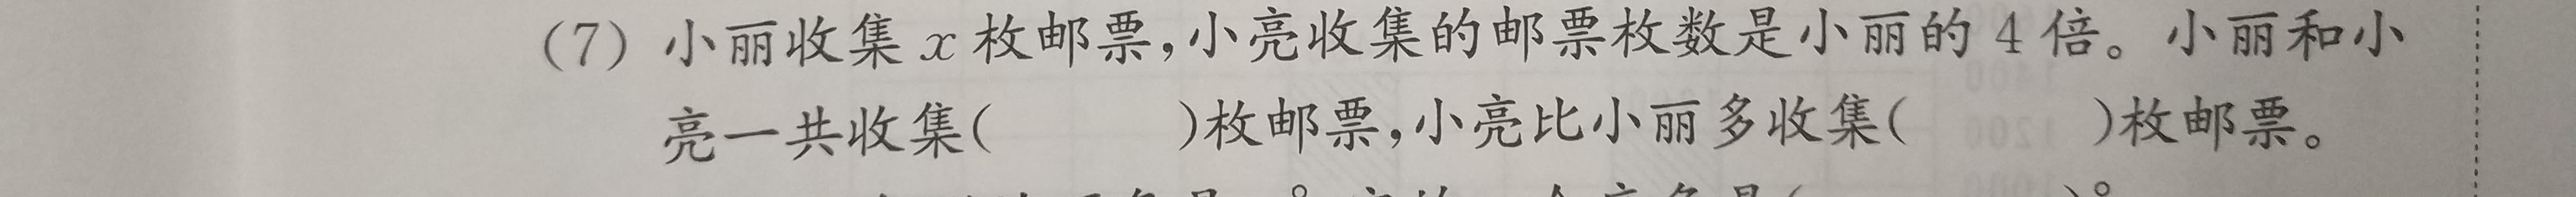 (7) 小丽收集 x 枚邮票,小亮收集的邮票枚数是小丽的 4 倍。小丽和小
亮一共收集(      )枚邮票,小亮比小丽多收集(      )枚邮票。